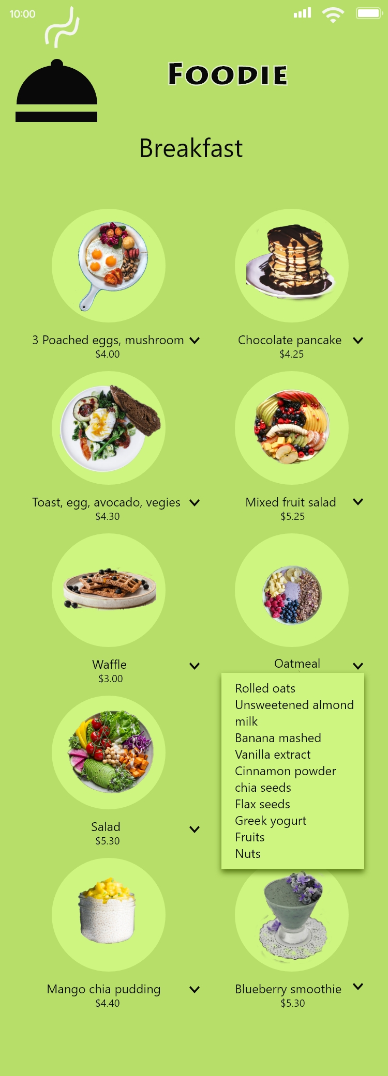 10:00
Foodie
Breakfast
3 Poached eggs, mushroom
$4.00
Chocolate pancake
$4.25
Toast, egg, avocado, vegies
$4.30
Mixed fruit salad
$5.25
Waffle
$3.00
Oatmeal
Rolled oats
Unsweetened almond
milk
Banana mashed
Vanilla extract
Cinnamon powder
chia seeds
Flax seeds
Greek yogurt
Fruits
Nuts
Salad
$5.30
Mango chia pudding
$4.40
Blueberry smoothie
$5.30